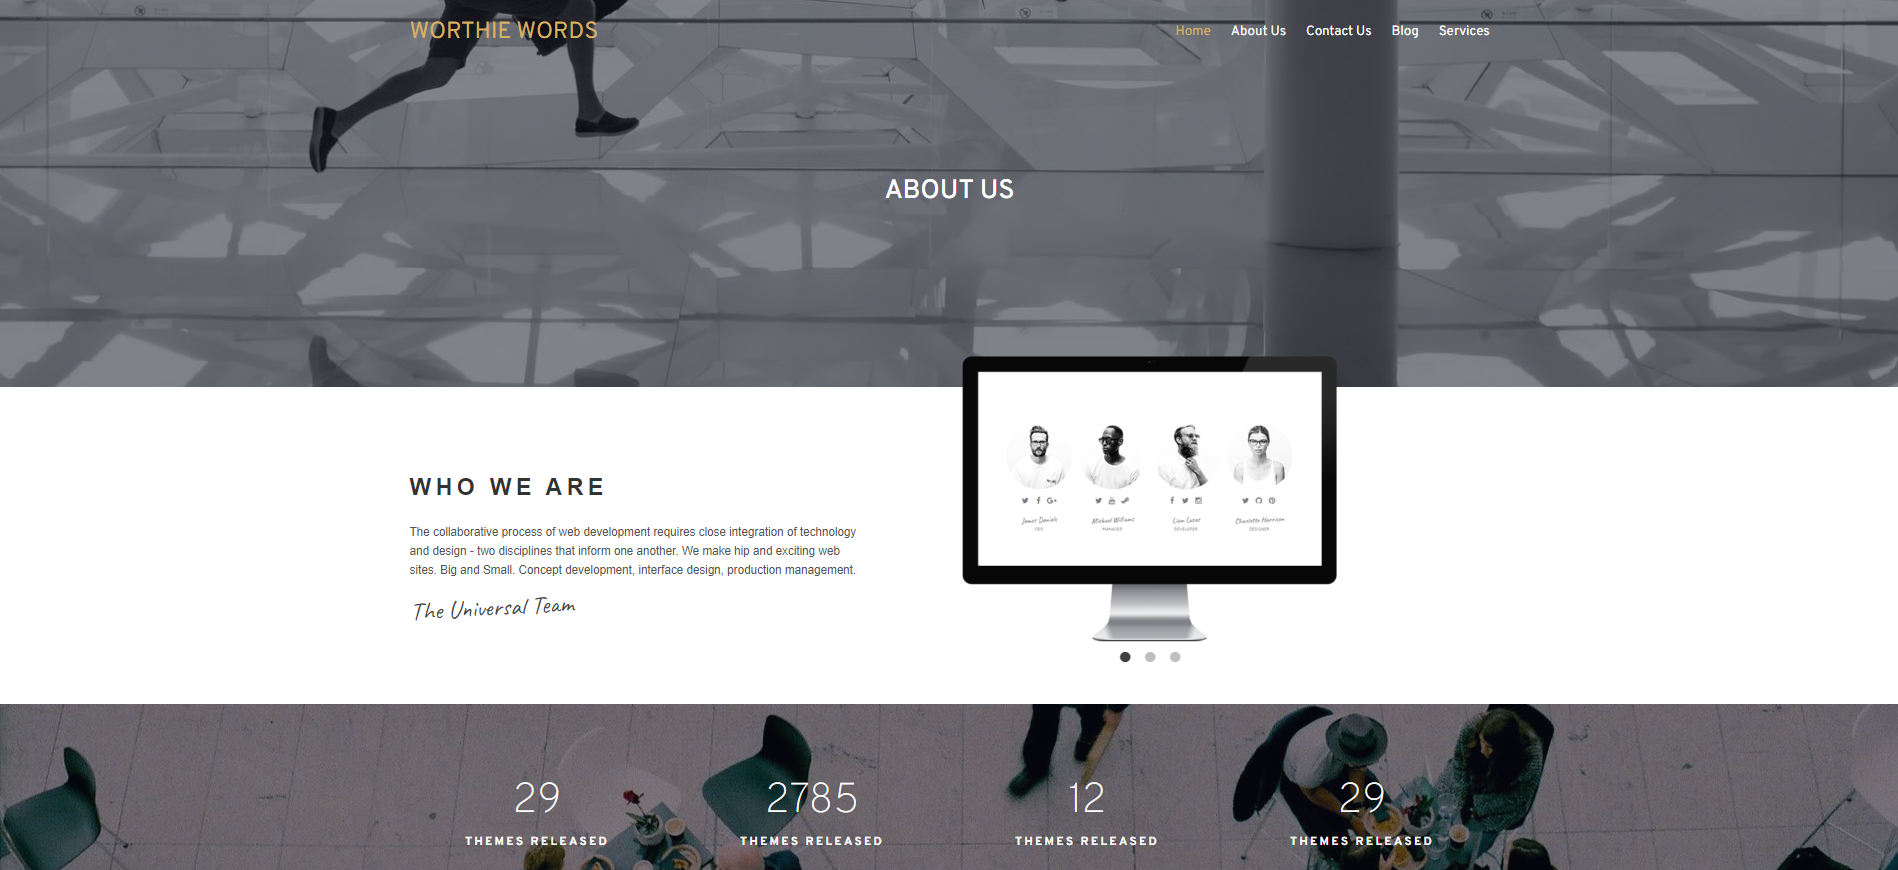 WORTHIE WORDS
Home About Us Contact Us Blog Services
ABOUT US
WHO WE ARE
The collaborative process of web development requires close integration of technology
and design - two disciplines that inform one another. We make hip and exciting web
sites. Big and Small. Concept development, interface design, production management.
The Universal Team
James Daniels Michael Williams Liam Lucas Charlotte Harrison
CEO MANAGER DEVELOPER DESIGNER
29 2785 12 29
THEMES RELEASED THEMES RELEASED THEMES RELEASED THEMES RELEASED